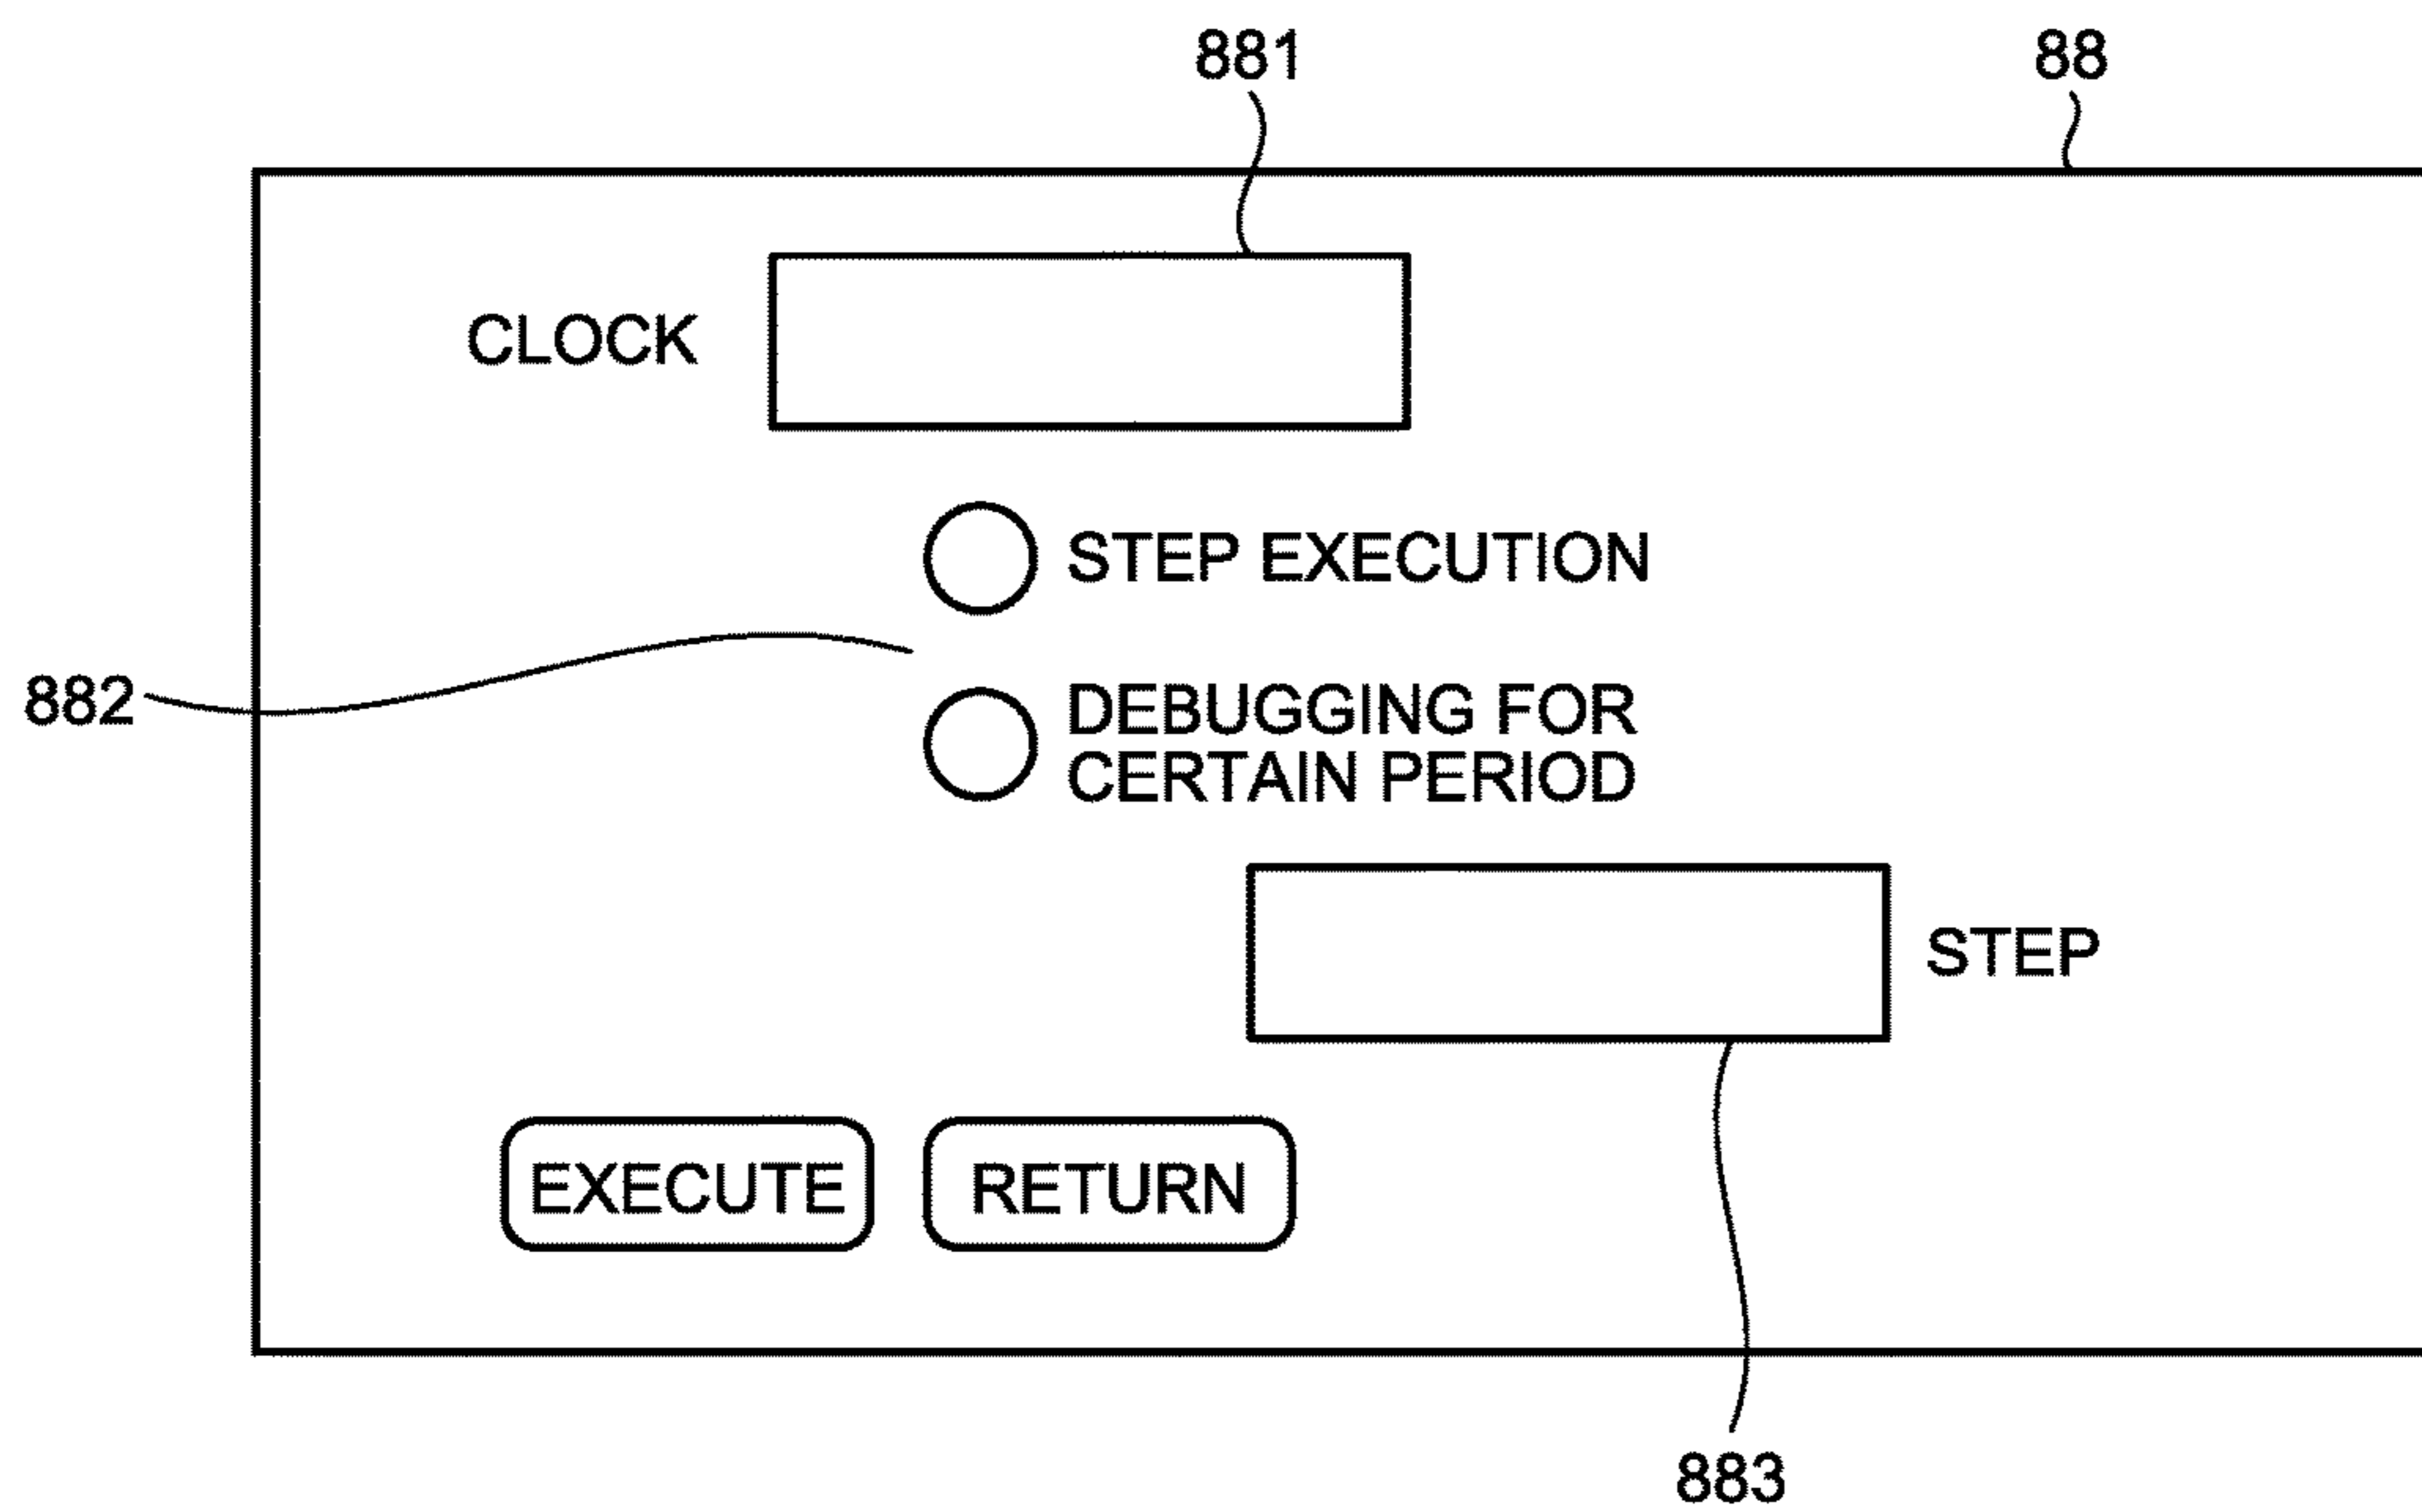 881
88
CLOCK
STEP EXECUTION
882
DEBUGGING FOR
CERTAIN PERIOD
STEP
EXECUTE
RETURN
883